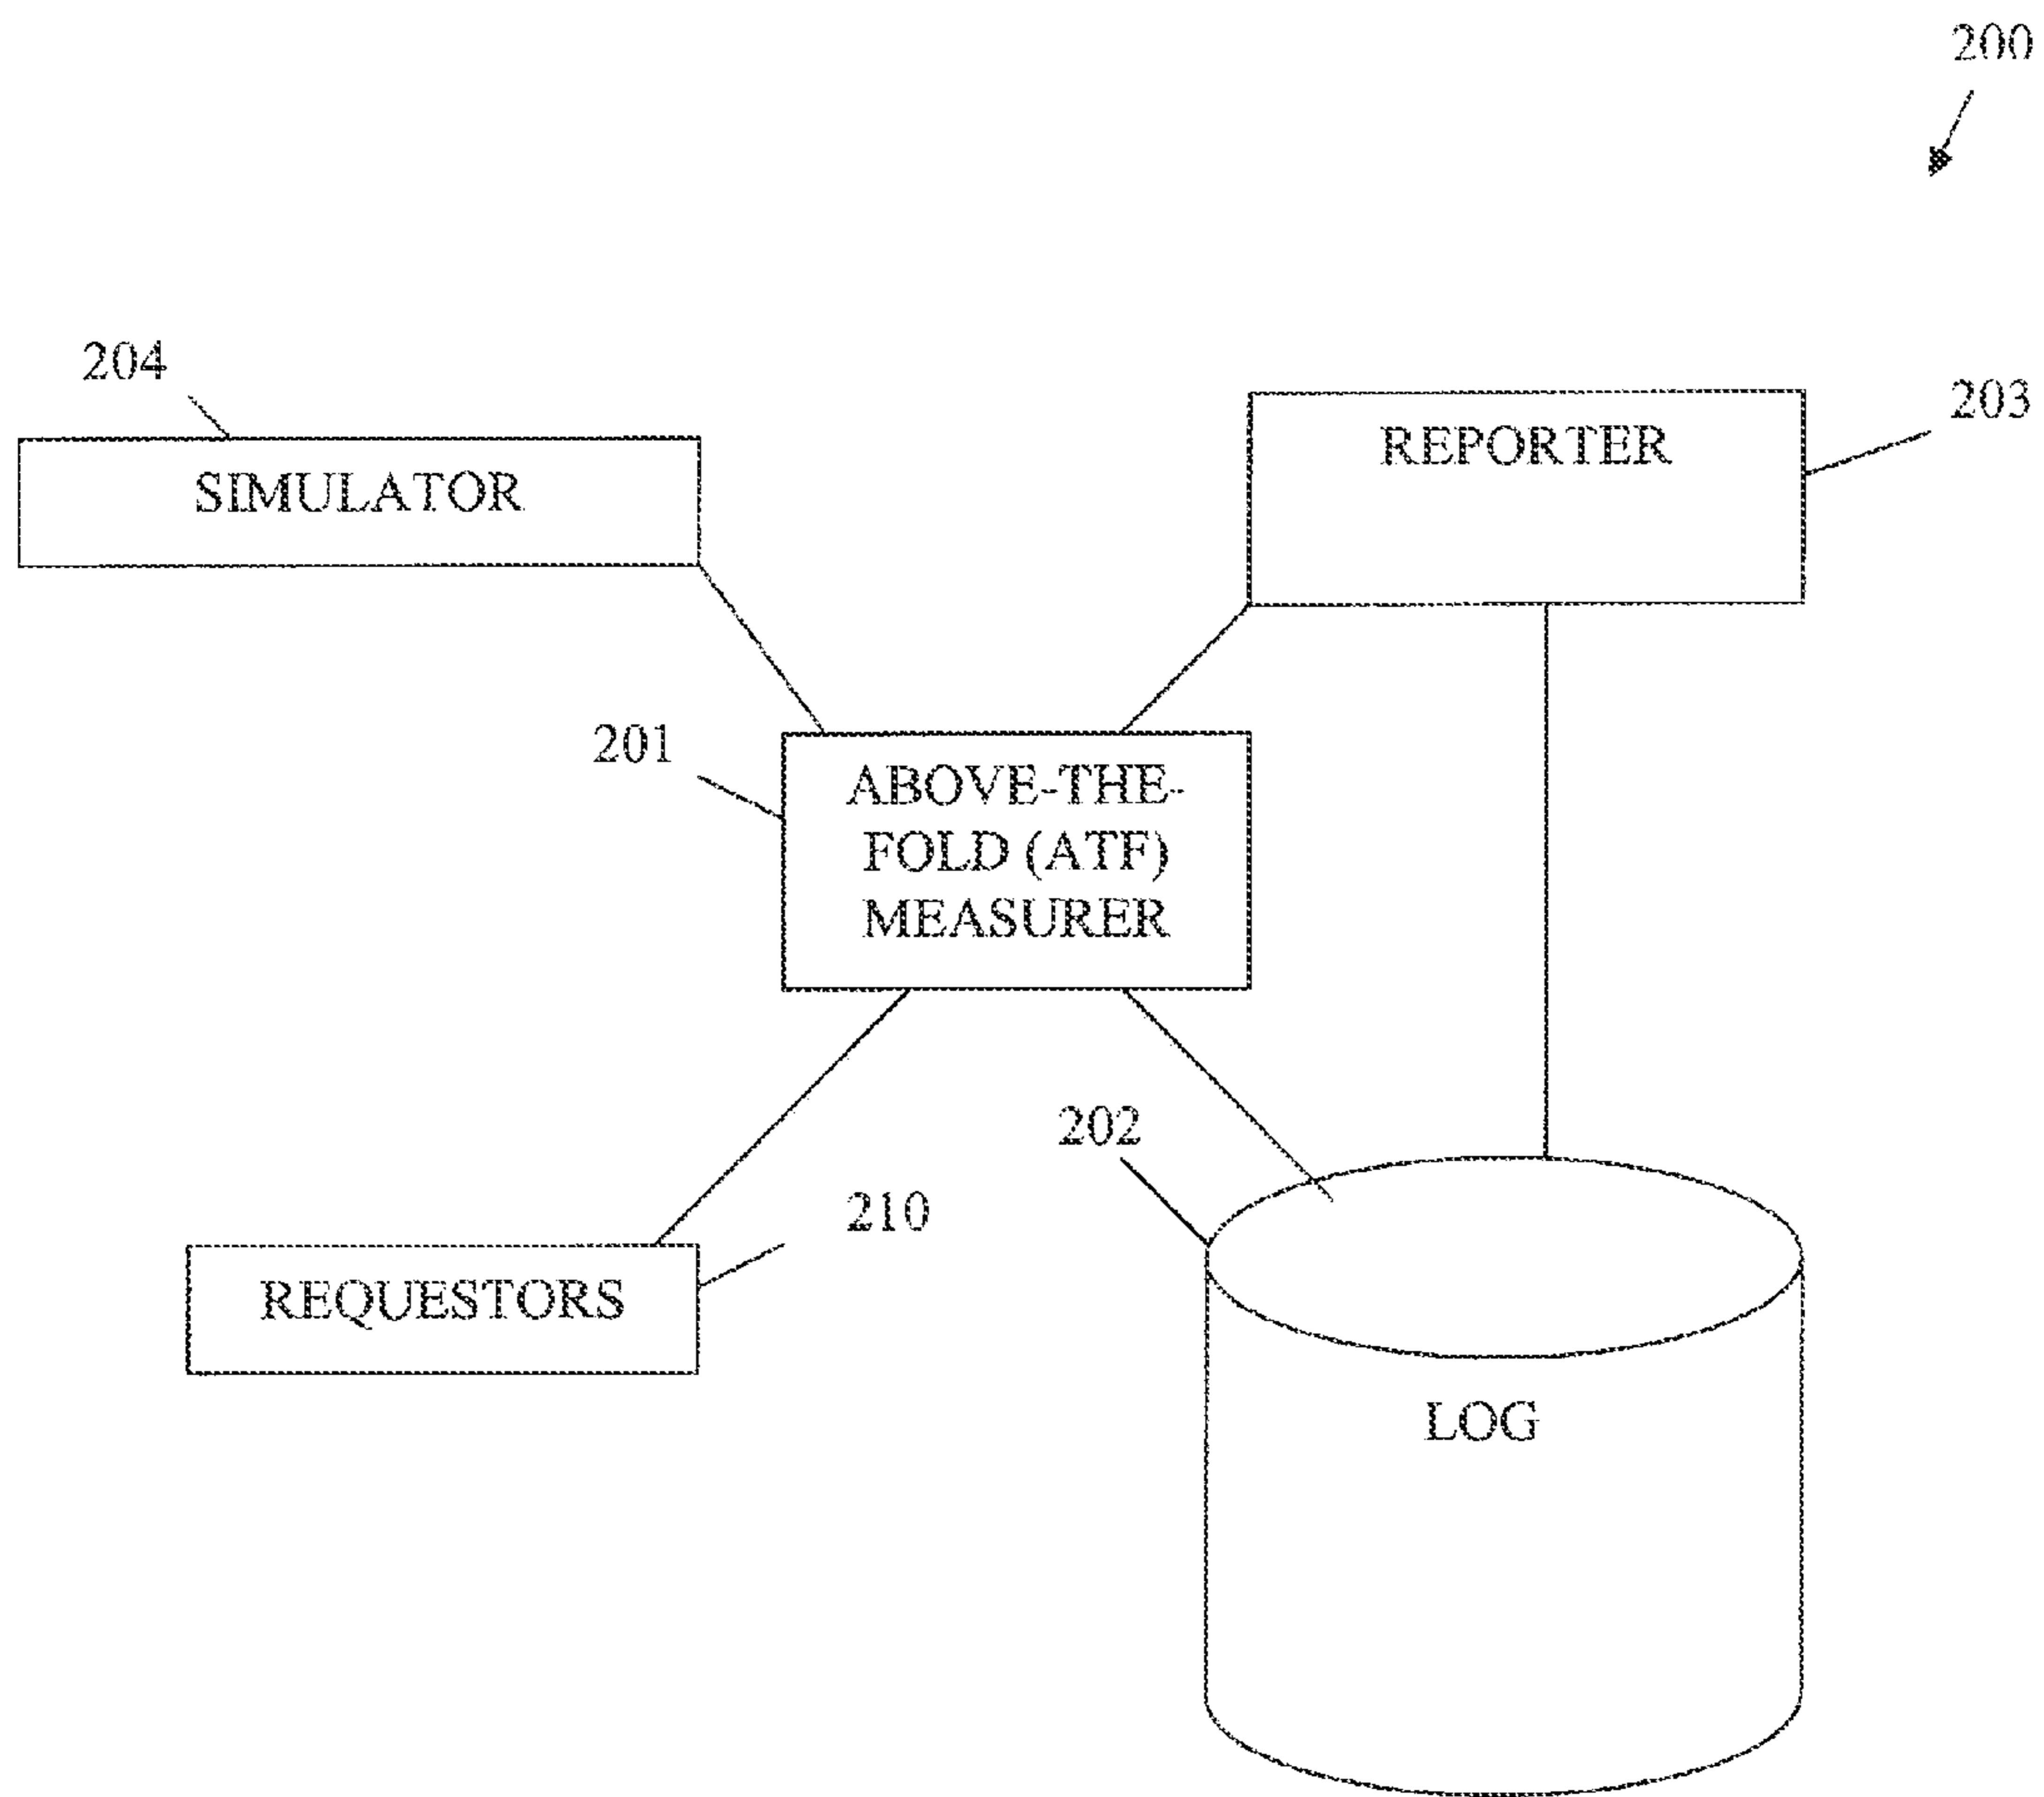 200
204
SIMULATOR
REPORTER
203
201
ABOVE-THE-
FOLD (ATF)
MEASURER
202
210
REQUESTORS
LOG